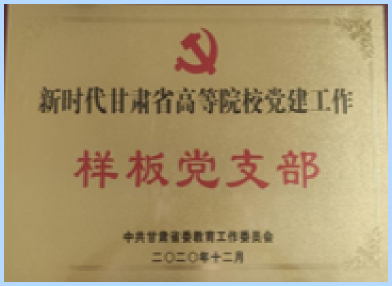 新时代甘肃省高等院校党建工作
样板党支部
中共甘肃省委教育工作委员会
二〇二〇年十二月